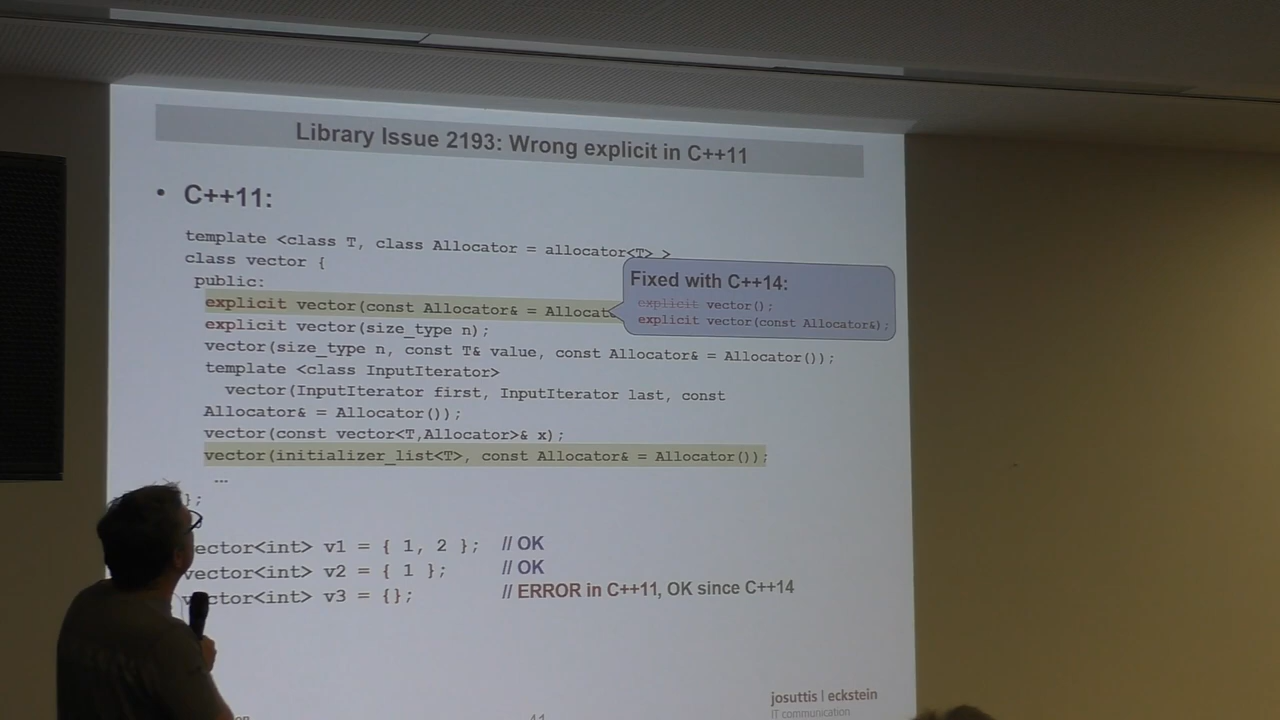 Library Issue 2193: Wrong explicit in C++11
• C++11:
template <class T, class Allocator = allocator<T> >
class vector {
public:
explicit vector(const Allocator& = Allocat
Fixed with C++14:
explicit vector();
explicit vector(const Allocator&);
explicit vector(size_type n);
vector(size_type n, const T& value, const Allocator& = Allocator());
template <class InputIterator>
vector(InputIterator first, InputIterator last, const
Allocator& = Allocator());
vector(const vector<T,Allocator>& x);
vector(initializer_list<T>, const Allocator& = Allocator());
...
};
vector<int> v1 = { 1, 2 }; // OK
vector<int> v2 = { 1 }; // OK
vector<int> v3 = {}; // ERROR in C++11, OK since C++14
josuttis | eckstein
IT communication